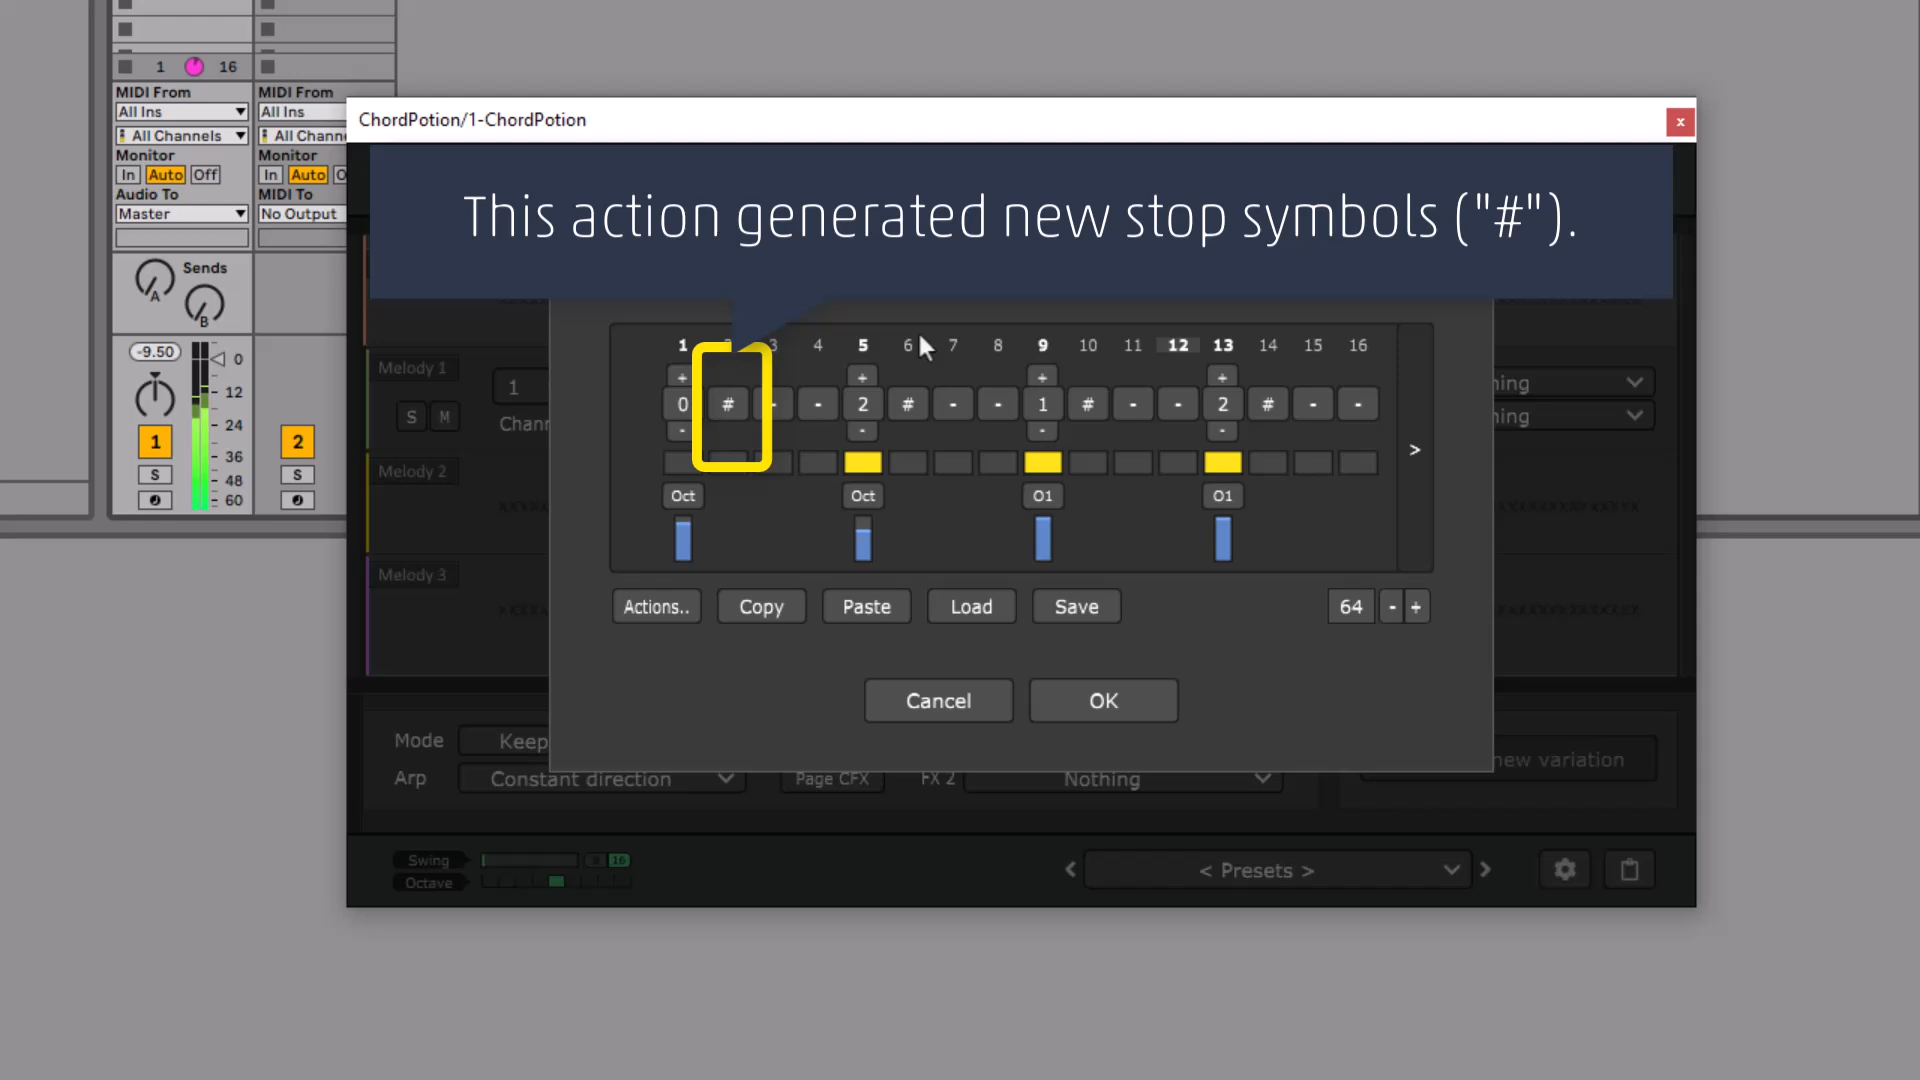 1 16
MIDI From MIDI From
All Ins All Ins
All Channels All Chann
Monitor Monitor
In Auto Off In Auto O
Audio To MIDI To
Master No Output
Sends
A
B
-9.50 0
12
24
36
48
60
1 2
S S
ChordPotion/1-ChordPotion x
This action generated new stop symbols ("#").
1 3 4 5 6 7 8 9 10 11 12 13 14 15 16
+ + + +
0 # - - 2 # - - 1 # - - 2 # - -
- - - -
>
Oct Oct O1 O1
Actions.. Copy Paste Load Save 64 - +
Cancel OK
Melody 1
S M
1
Chann
Melody 2
Melody 3
ning
ning
Mode Keep
new variation
Arp Constant direction Page CFX FX 2 Nothing
Swing 8 16
Octave
< < Presets > >